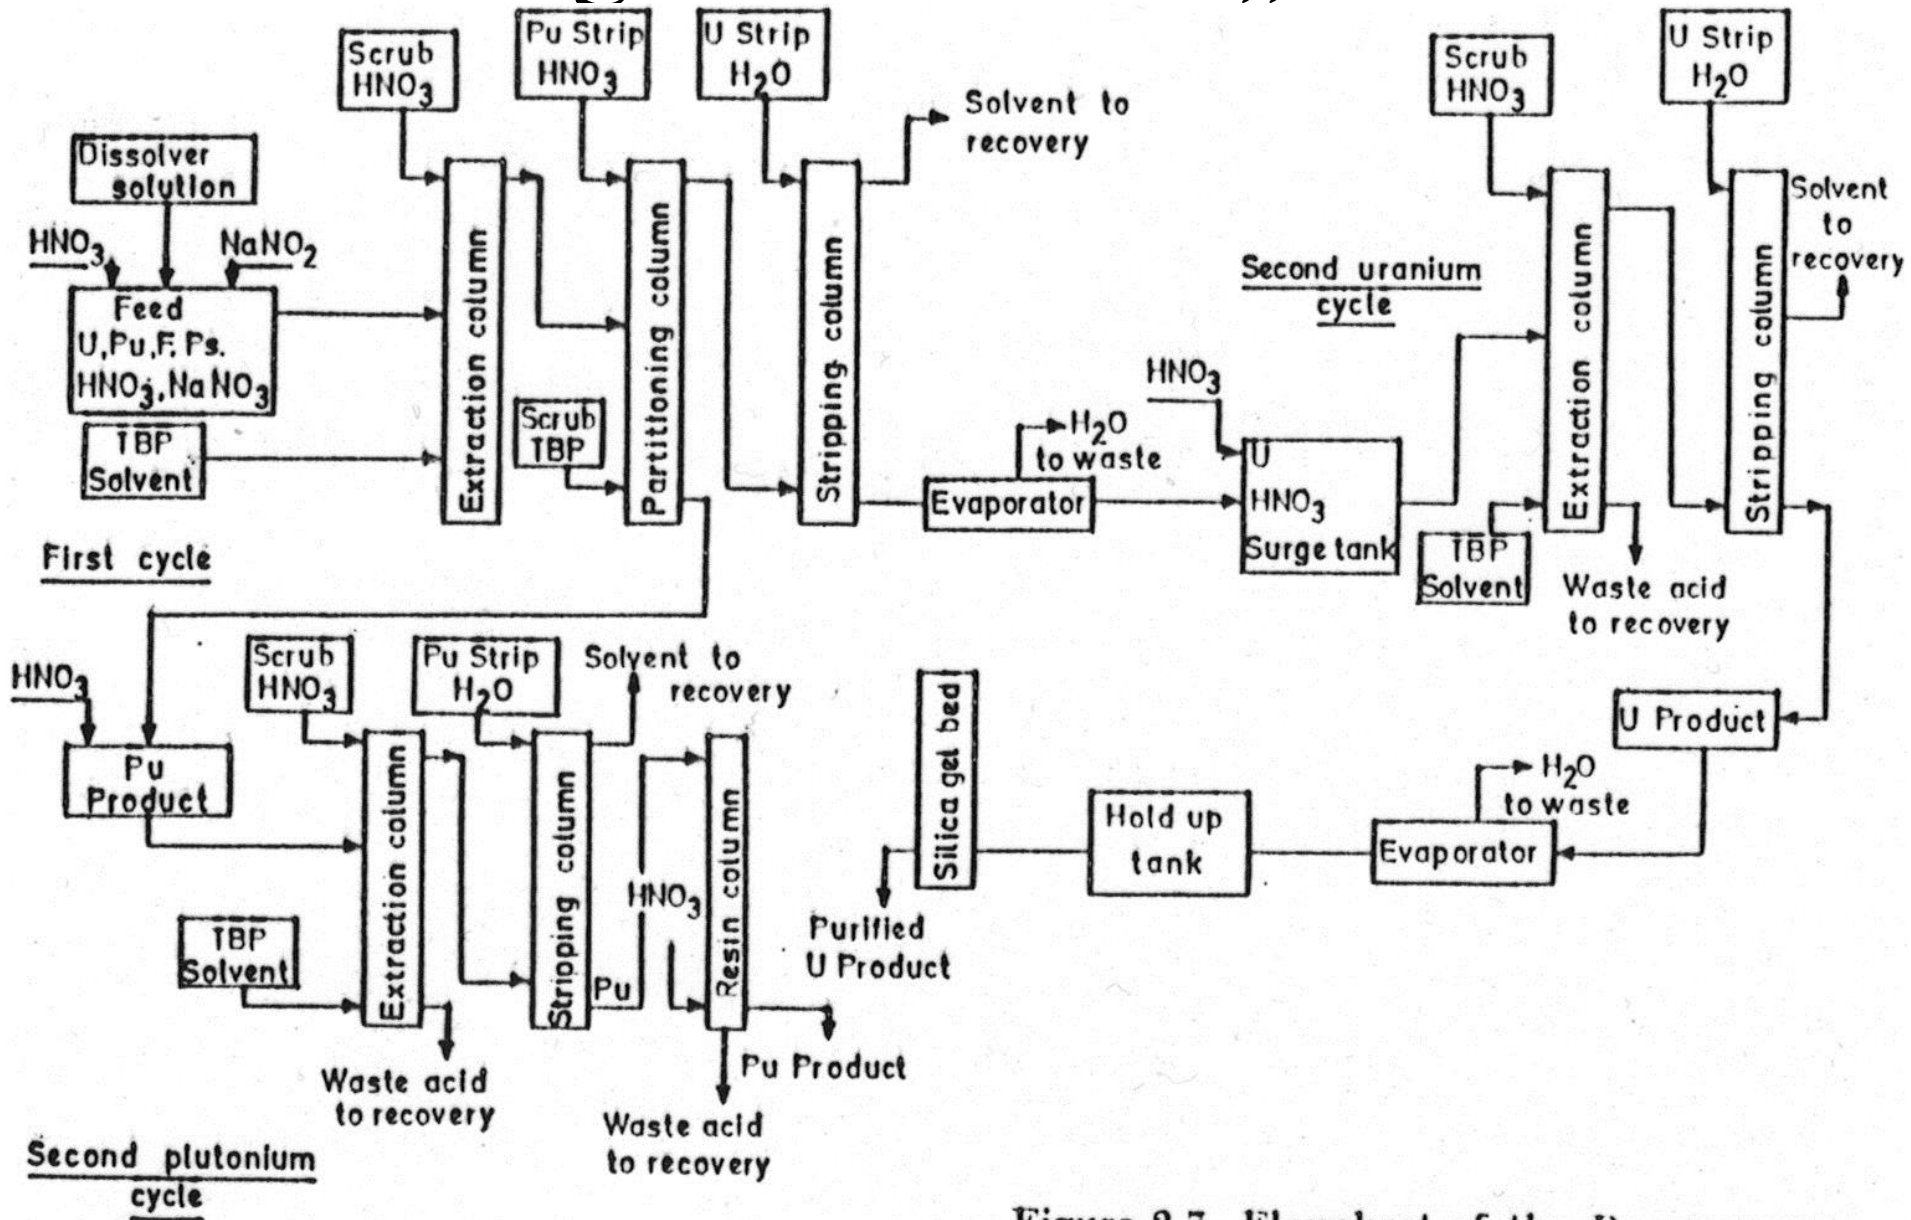 Scrub
HNO3
Pu Strip
HNO3
U Strip
H2O
Solvent to
recovery
Dissolver
solution
HNO3
NaNO2
Feed
U,Pu,F.Ps.
HNO3,NaNO3
TBP
Solvent
Extraction column
Scrub
TBP
Partitioning column
Stripping column
First cycle
Evaporator
H2O
to waste
HNO3
U
HNO3
Surge tank
Second uranium
cycle
Scrub
HNO3
U Strip
H2O
Extraction column
TBP
Solvent
Waste acid
to recovery
Stripping column
Solvent
to
recovery
U Product
H2O
to waste
Evaporator
Hold up
tank
Silica gel bed
Purified
U Product
HNO3
Pu
Product
Scrub
HNO3
Pu Strip
H2O
Solvent to
recovery
TBP
Solvent
Extraction column
Stripping column
Pu
HNO3
Resin column
Waste acid
to recovery
Pu Product
Waste acid
to recovery
Second plutonium
cycle